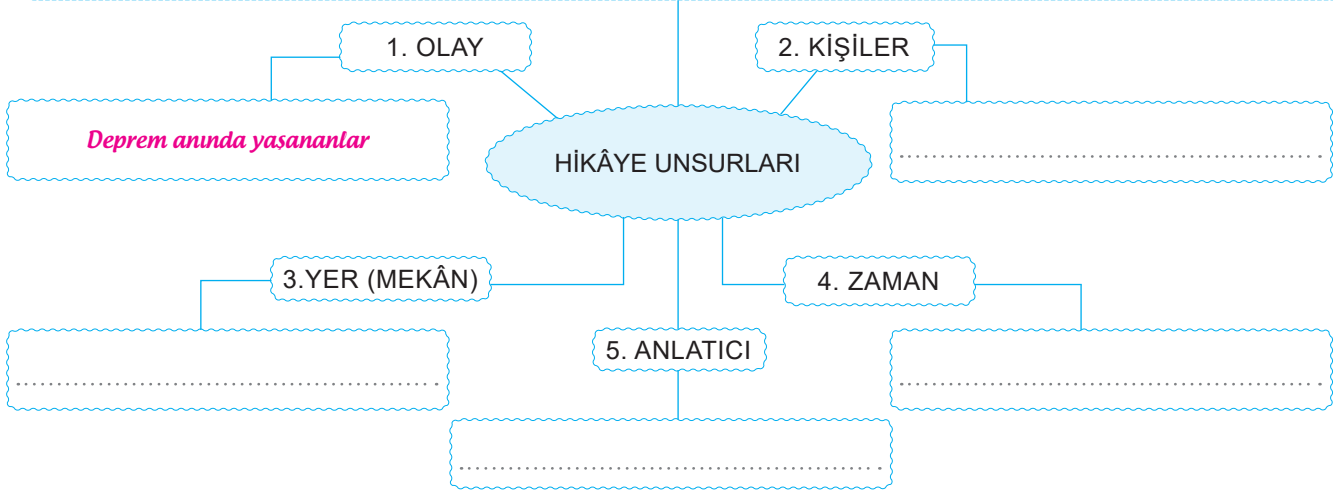 1. OLAY
2. KİŞİLER
Deprem anında yaşananlar
HİKÂYE UNSURLARI
3.YER (MEKÂN)
4. ZAMAN
5. ANLATICI